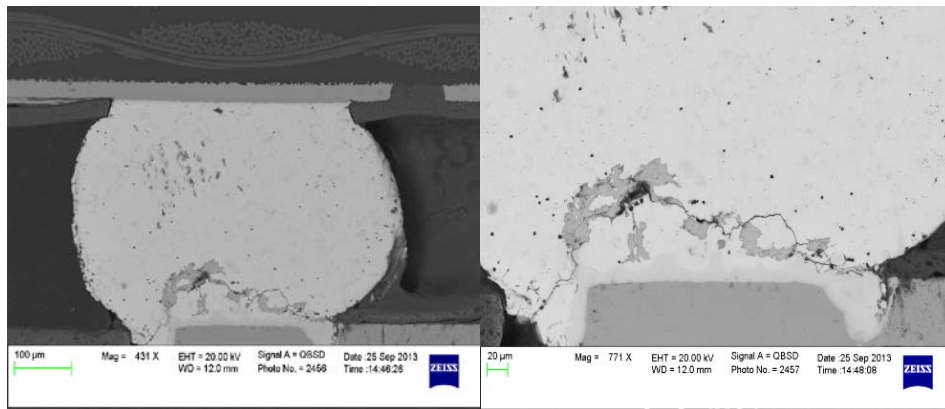 100 µm
Mag = 431 X
EHT = 20.00 kV
WD = 12.0 mm
Signal A = QBSD
Photo No. = 2456
Date :25 Sep 2013
Time :14:46:26
ZEISS
20 µm
Mag = 771 X
EHT = 20.00 kV
WD = 12.0 mm
Signal A = QBSD
Photo No. = 2457
Date :25 Sep 2013
Time :14:48:08
ZEISS